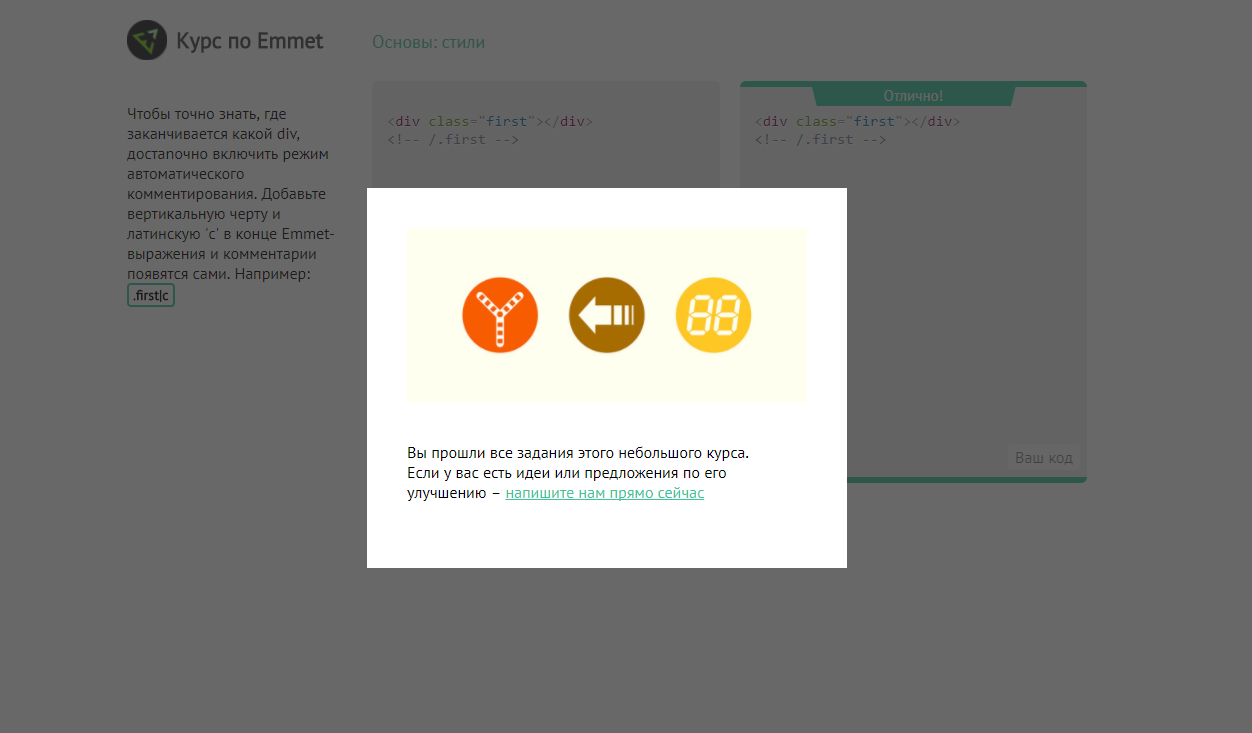 Курс по Emmet
Основы: стили
Чтобы точно знать, где
заканчивается какой div,
достаточно включить режим
автоматического
комментирования. Добавьте
вертикальную черту и
латинскую 'c' в конце Emmet-
выражения и комментарии
появятся сами. Например:
.first|c
<div class="first"></div>
<!-- /.first -->
Отлично!
<div class="first"></div>
<!-- /.first -->
Ваш код
88
Вы прошли все задания этого небольшого курса.
Если у вас есть идеи или предложения по его
улучшению – напишите нам прямо сейчас